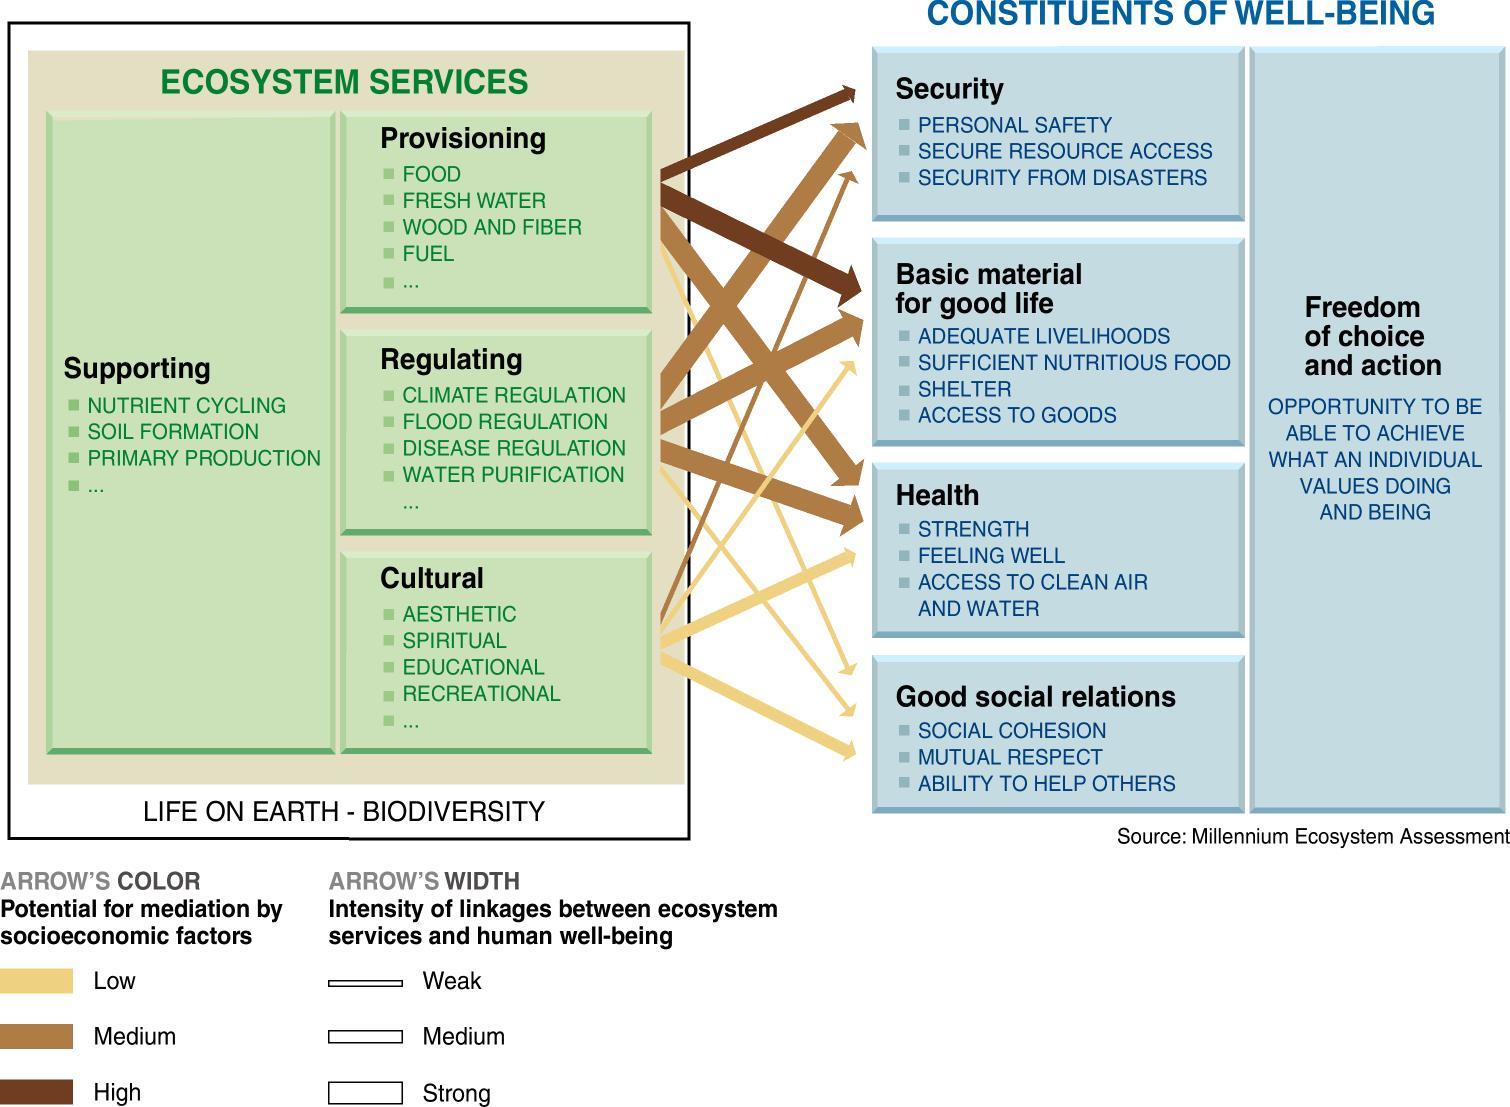 CONSTITUENTS OF WELL-BEING
ECOSYSTEM SERVICES
Supporting
NUTRIENT CYCLING
SOIL FORMATION
PRIMARY PRODUCTION
...
Provisioning
FOOD
FRESH WATER
WOOD AND FIBER
FUEL
...
Regulating
CLIMATE REGULATION
FLOOD REGULATION
DISEASE REGULATION
WATER PURIFICATION
...
Cultural
AESTHETIC
SPIRITUAL
EDUCATIONAL
RECREATIONAL
...
LIFE ON EARTH - BIODIVERSITY
Security
PERSONAL SAFETY
SECURE RESOURCE ACCESS
SECURITY FROM DISASTERS
Basic material
for good life
ADEQUATE LIVELIHOODS
SUFFICIENT NUTRITIOUS FOOD
SHELTER
ACCESS TO GOODS
Health
STRENGTH
FEELING WELL
ACCESS TO CLEAN AIR
AND WATER
Good social relations
SOCIAL COHESION
MUTUAL RESPECT
ABILITY TO HELP OTHERS
Freedom
of choice
and action
OPPORTUNITY TO BE
ABLE TO ACHIEVE
WHAT AN INDIVIDUAL
VALUES DOING
AND BEING
Source: Millennium Ecosystem Assessment
ARROW'S COLOR
Potential for mediation by
socioeconomic factors
Low
Medium
High
ARROW'S WIDTH
Intensity of linkages between ecosystem
services and human well-being
Weak
Medium
Strong